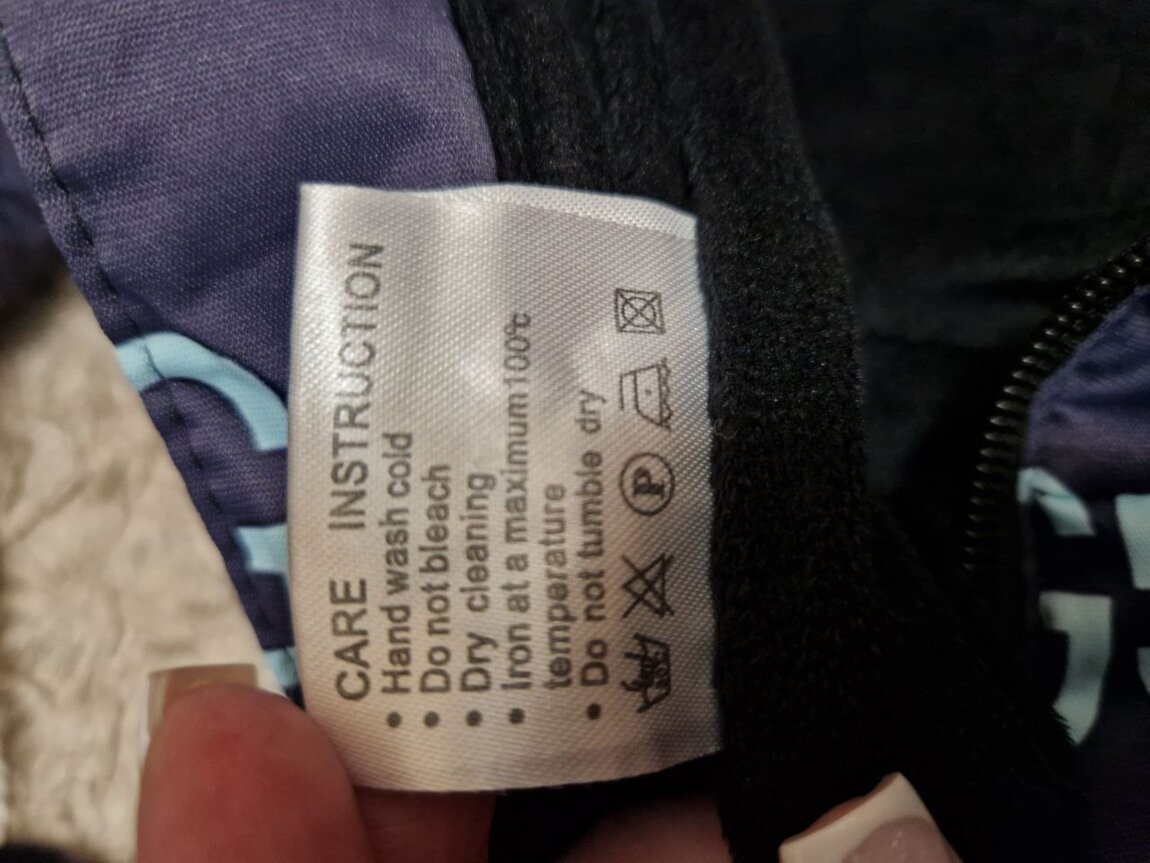 CARE INSTRUCTION
• Hand wash cold
• Do not bleach
• Dry cleaning
• Iron at a maximum100℃
temperature
• Do not tumble dry
P